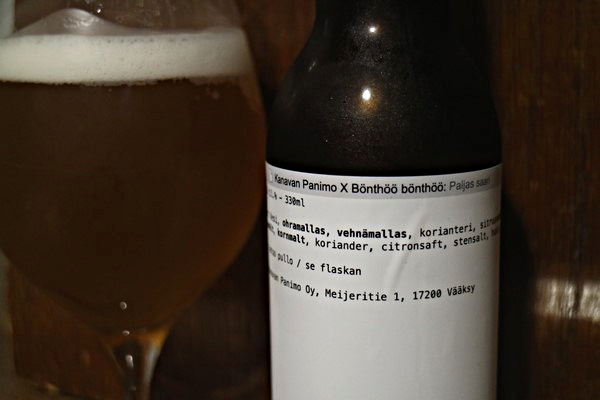 Kanavan Panimo X Bönthöö bönthöö: Paljas saari
% - 330ml
ohramallas, vehnämallas, korianteri,
kornmalt, koriander, citronsaft, stensalt,
pullo / se flaskan
Panimo Oy, Meijeritie 1, 17200 Vääksy